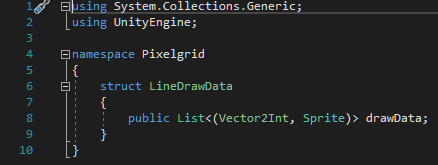 1 using System.Collections.Generic;
2 using UnityEngine;
3
4 namespace Pixelgrid
5 {
6 struct LineDrawData
7 {
8 public List<(Vector2Int, Sprite)> drawData;
9 }
10 }